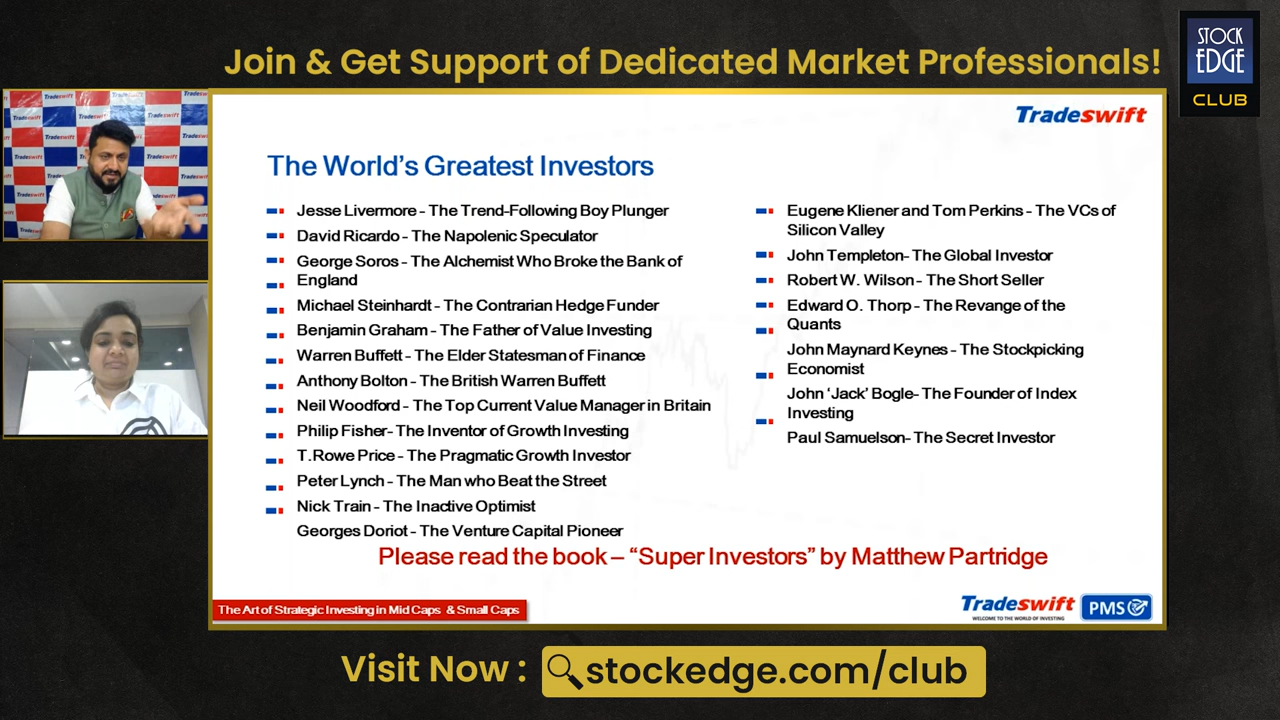 Join & Get Support of Dedicated Market Professionals!
STOCK
EDGE
CLUB
Tradeswift
The World's Greatest Investors
Jesse Livermore - The Trend-Following Boy Plunger
David Ricardo - The Napolenic Speculator
George Soros - The Alchemist Who Broke the Bank of
England
Michael Steinhardt - The Contrarian Hedge Funder
Benjamin Graham - The Father of Value Investing
Warren Buffett - The Elder Statesman of Finance
Anthony Bolton - The British Warren Buffett
Neil Woodford - The Top Current Value Manager in Britain
Philip Fisher- The Inventor of Growth Investing
T.Rowe Price - The Pragmatic Growth Investor
Peter Lynch - The Man who Beat the Street
Nick Train - The Inactive Optimist
Georges Doriot - The Venture Capital Pioneer
Eugene Kliener and Tom Perkins - The VCs of
Silicon Valley
John Templeton- The Global Investor
Robert W. Wilson - The Short Seller
Edward O. Thorp - The Revange of the
Quants
John Maynard Keynes - The Stockpicking
Economist
John 'Jack' Bogle- The Founder of Index
Investing
Paul Samuelson- The Secret Investor
Please read the book – “Super Investors” by Matthew Partridge
The Art of Strategic Investing in Mid Caps & Small Caps
Tradeswift
WELCOME TO THE WORLD OF INVESTING
PMS
Visit Now :
stockedge.com/club